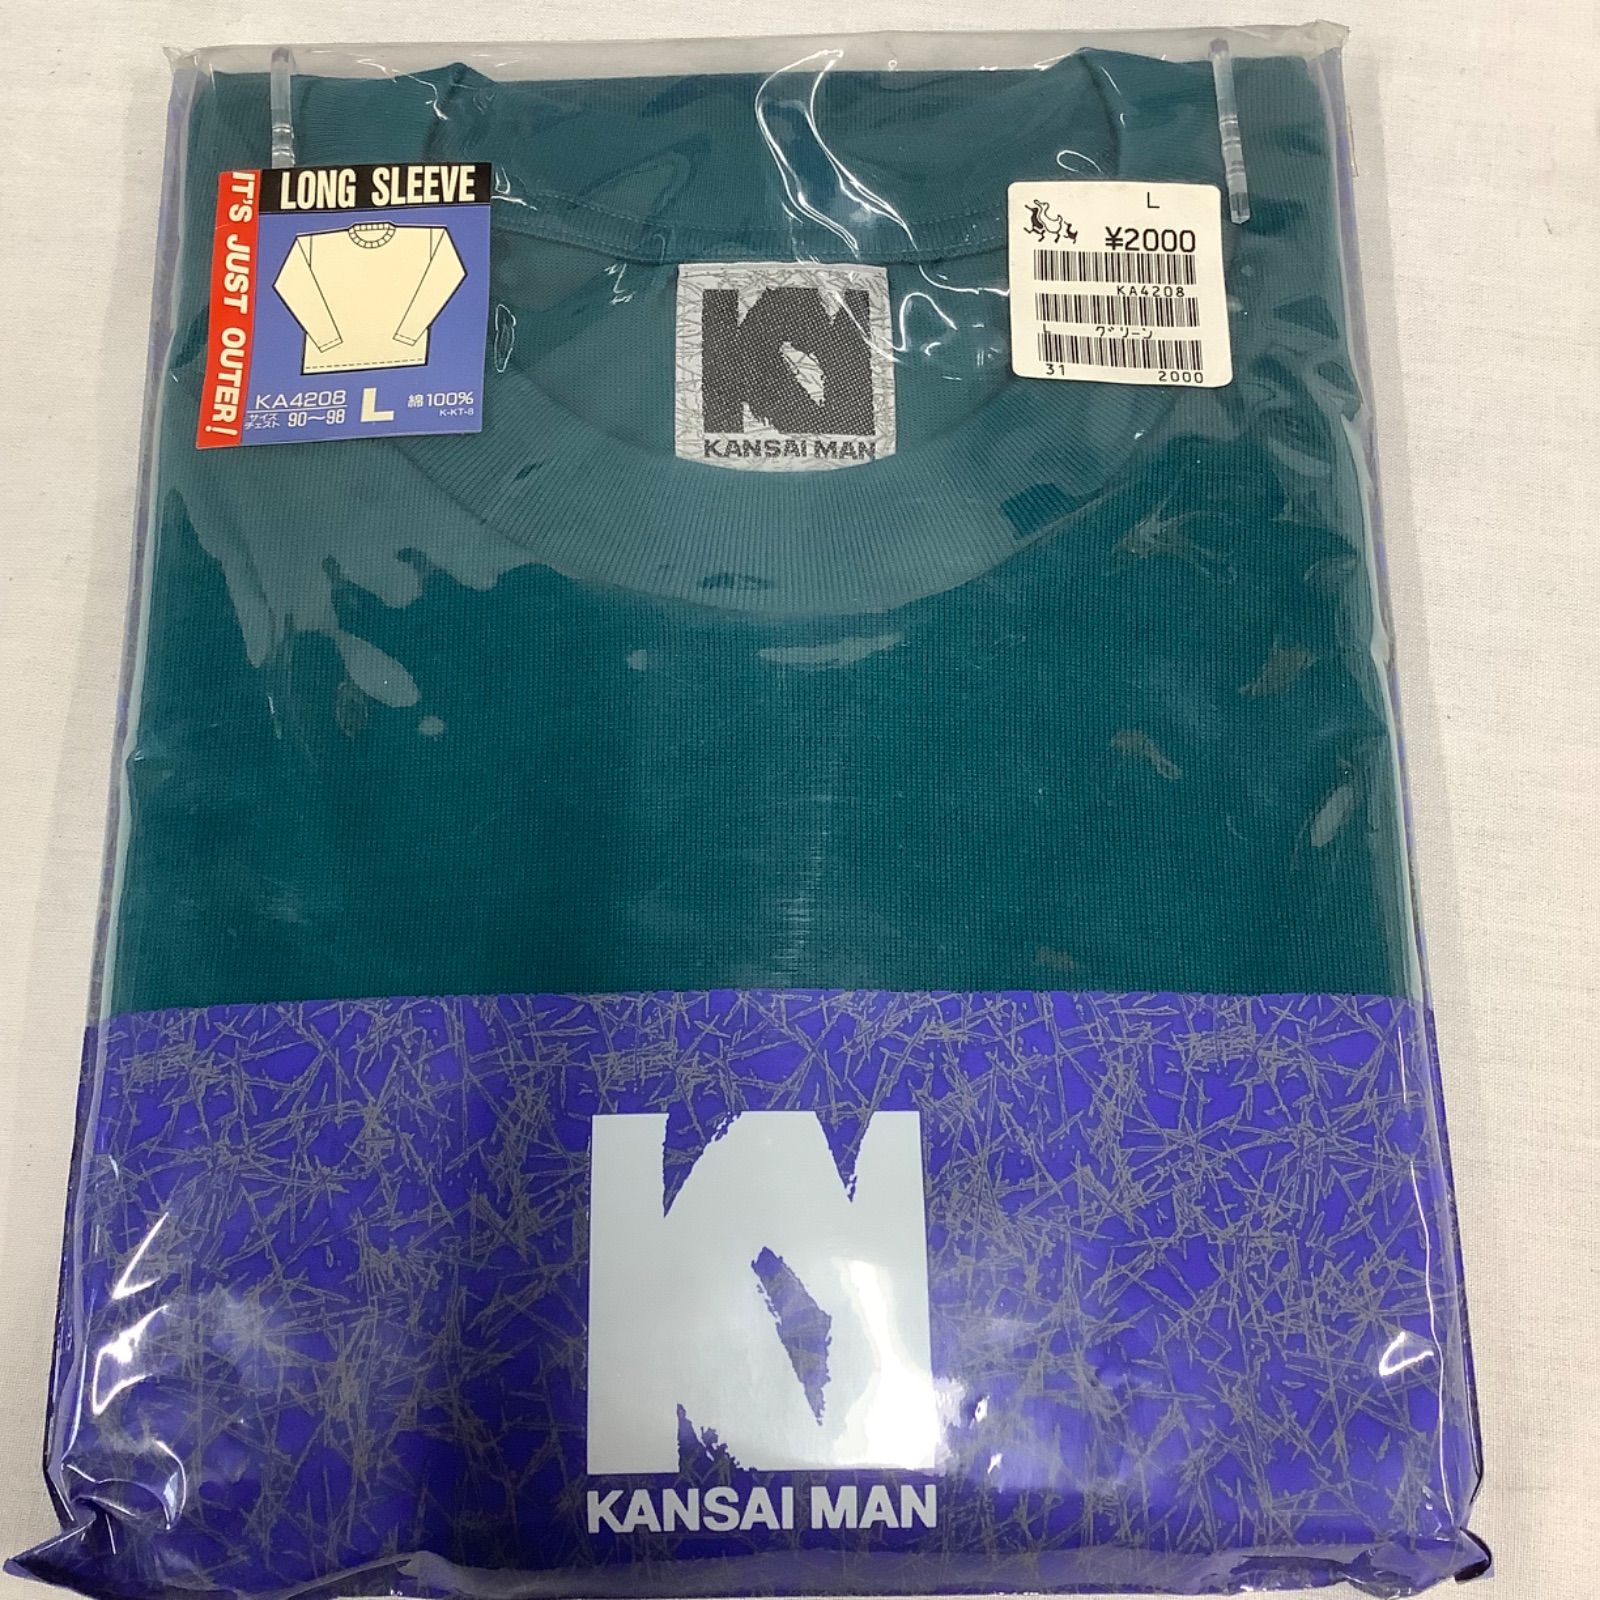 IT'S JUST OUTER!
LONG SLEEVE
KA4208
サイズ
チェスト 90〜98
L
綿100%
K-KT-8
L
¥2000
KA4208
L グリーン
31 2000
KANSAI MAN
KANSAI MAN